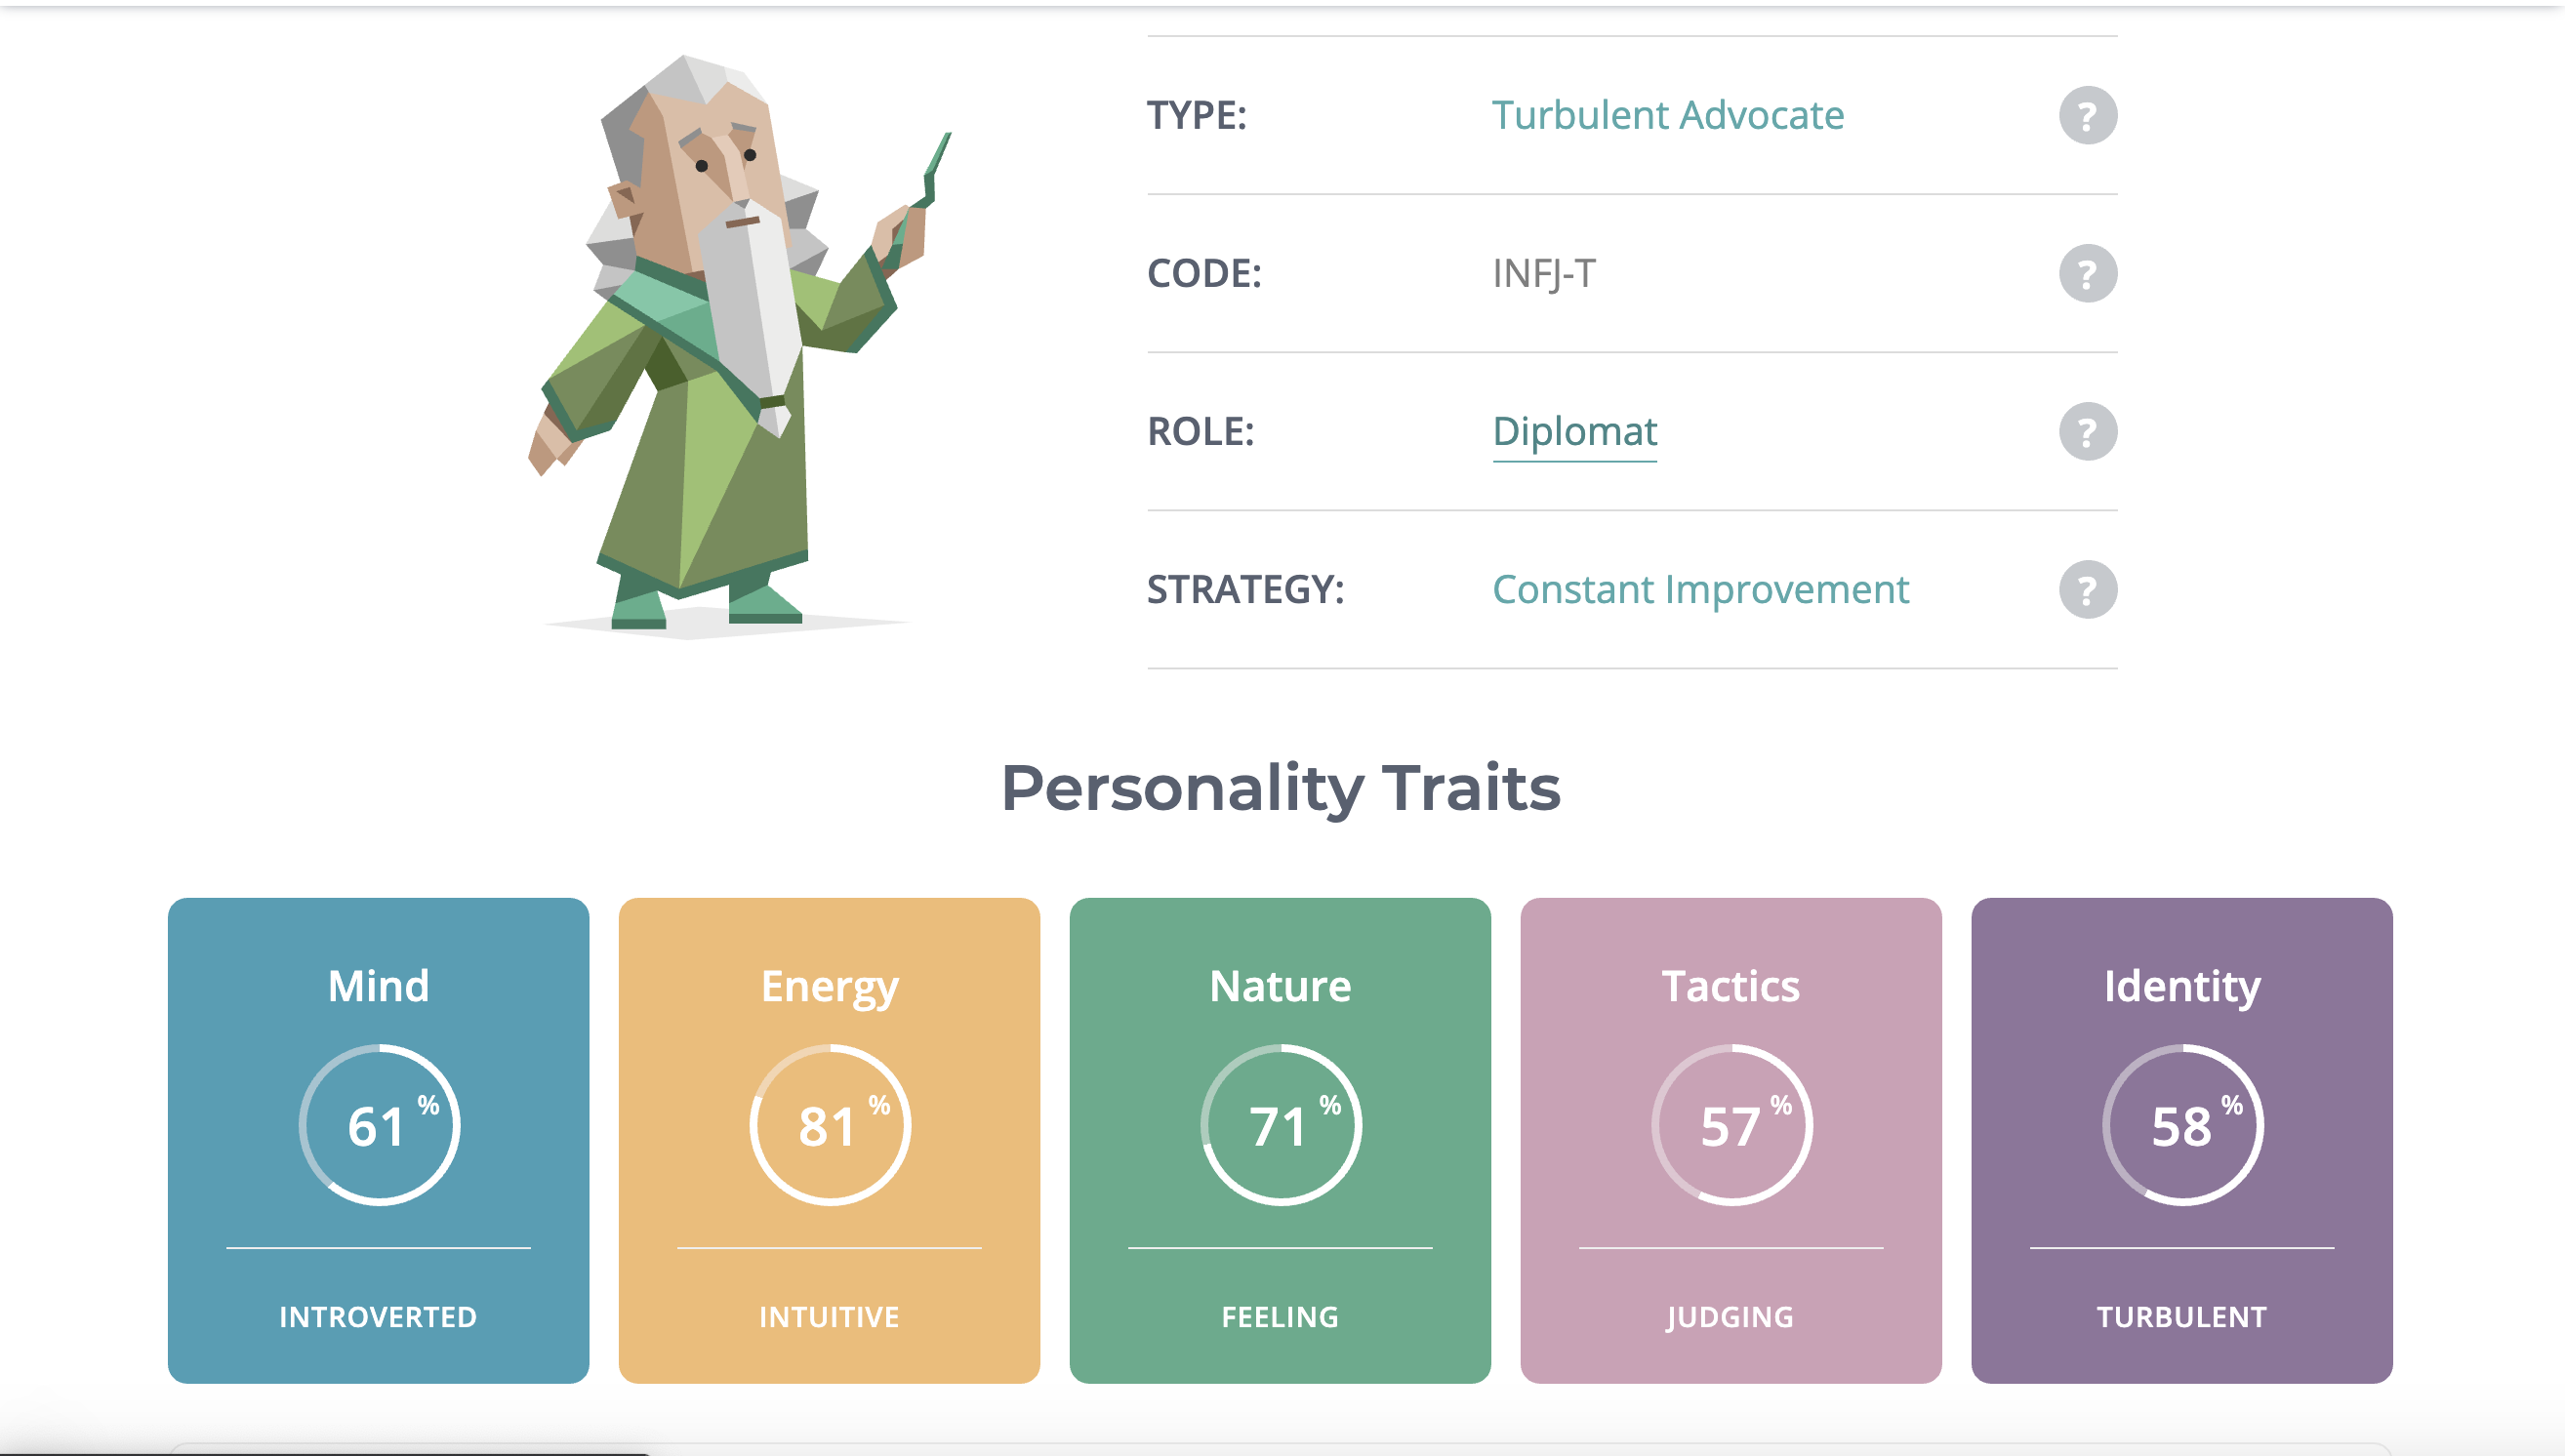 TYPE: Turbulent Advocate ?
CODE: INFJ-T ?
ROLE: Diplomat ?
STRATEGY: Constant Improvement ?
Personality Traits
Mind Energy Nature Tactics Identity
61 % 81 % 71 % 57 % 58 %
INTROVERTED INTUITIVE FEELING JUDGING TURBULENT